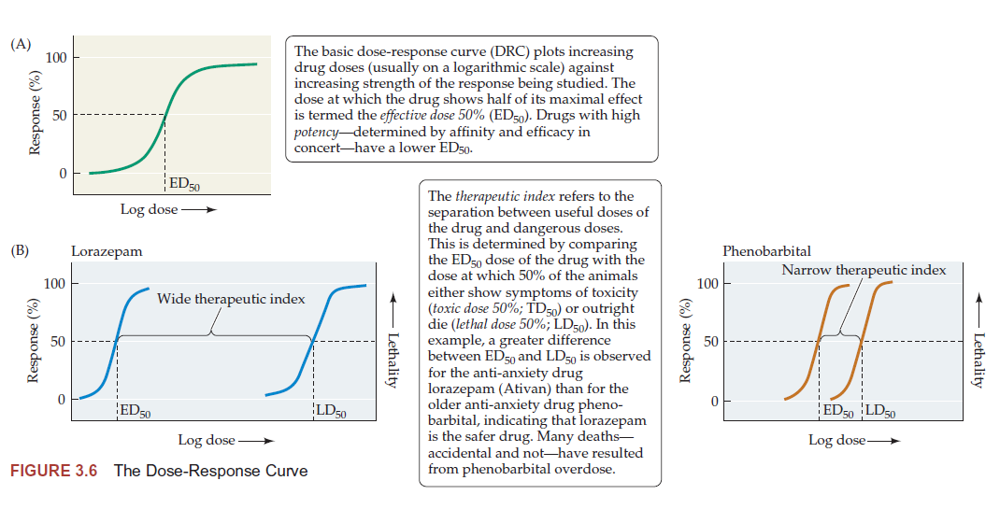 (A)
100
50
0
Response (%)
ED50
Log dose
The basic dose-response curve (DRC) plots increasing
drug doses (usually on a logarithmic scale) against
increasing strength of the response being studied. The
dose at which the drug shows half of its maximal effect
is termed the effective dose 50% (ED50). Drugs with high
potency—determined by affinity and efficacy in
concert—have a lower ED50.
(B)
Lorazepam
100
50
0
Response (%)
Wide therapeutic index
ED50
LD50
Lethality
Log dose
The therapeutic index refers to the
separation between useful doses of
the drug and dangerous doses.
This is determined by comparing
the ED50 dose of the drug with the
dose at which 50% of the animals
either show symptoms of toxicity
(toxic dose 50%; TD50) or outright
die (lethal dose 50%; LD50). In this
example, a greater difference
between ED50 and LD50 is observed
for the anti-anxiety drug
lorazepam (Ativan) than for the
older anti-anxiety drug pheno-
barbital, indicating that lorazepam
is the safer drug. Many deaths—
accidental and not—have resulted
from phenobarbital overdose.
Phenobarbital
Narrow therapeutic index
100
50
0
Response (%)
ED50
LD50
Lethality
Log dose
FIGURE 3.6 The Dose-Response Curve